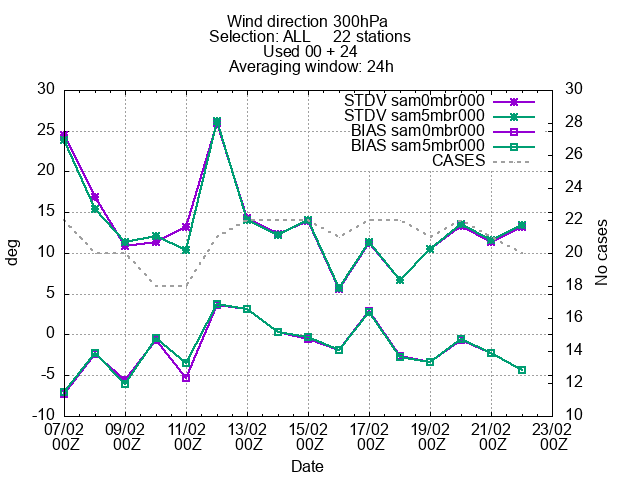 Wind direction 300hPa
Selection: ALL 22 stations
Used 00 + 24
Averaging window: 24h
STDV sam0mbr000
STDV sam5mbr000
BIAS sam0mbr000
BIAS sam5mbr000
CASES
30
25
20
15
10
5
0
-5
-10
deg
30
28
26
24
22
20
18
16
14
12
10
No cases
07/02 09/02 11/02 13/02 15/02 17/02 19/02 21/02 23/02
00Z 00Z 00Z 00Z 00Z 00Z 00Z 00Z 00Z
Date